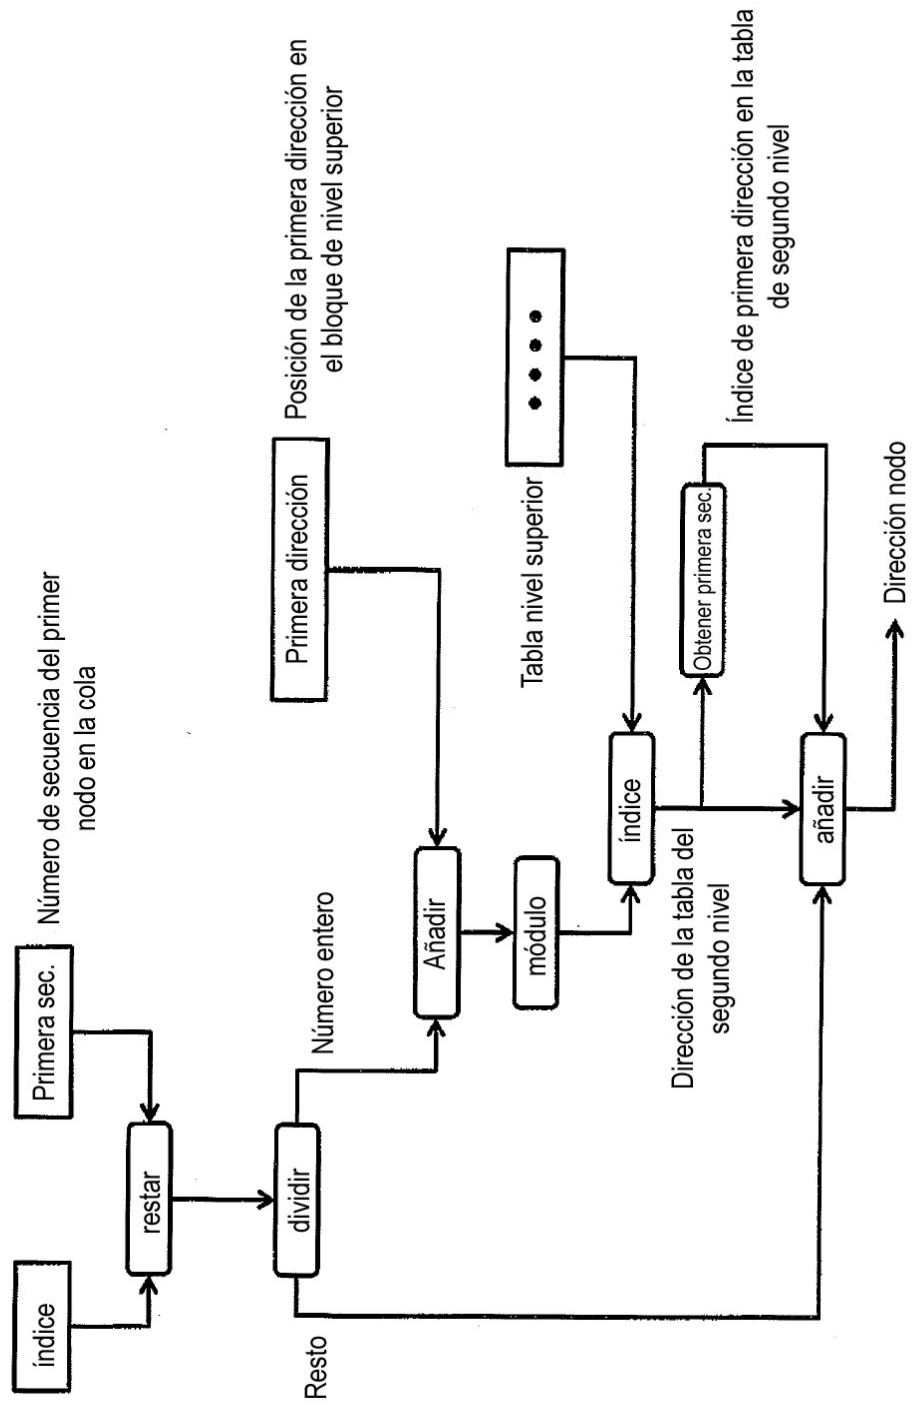 índice
Primera sec.
Número de secuencia del primer
nodo en la cola
restar
dividir
Resto
Número entero
Primera dirección
Posición de la primera dirección en
el bloque de nivel superior
Añadir
módulo
Tabla nivel superior
índice
Dirección de la tabla del
segundo nivel
Obtener primera sec.
Índice de primera dirección en la tabla
de segundo nivel
añadir
Dirección nodo